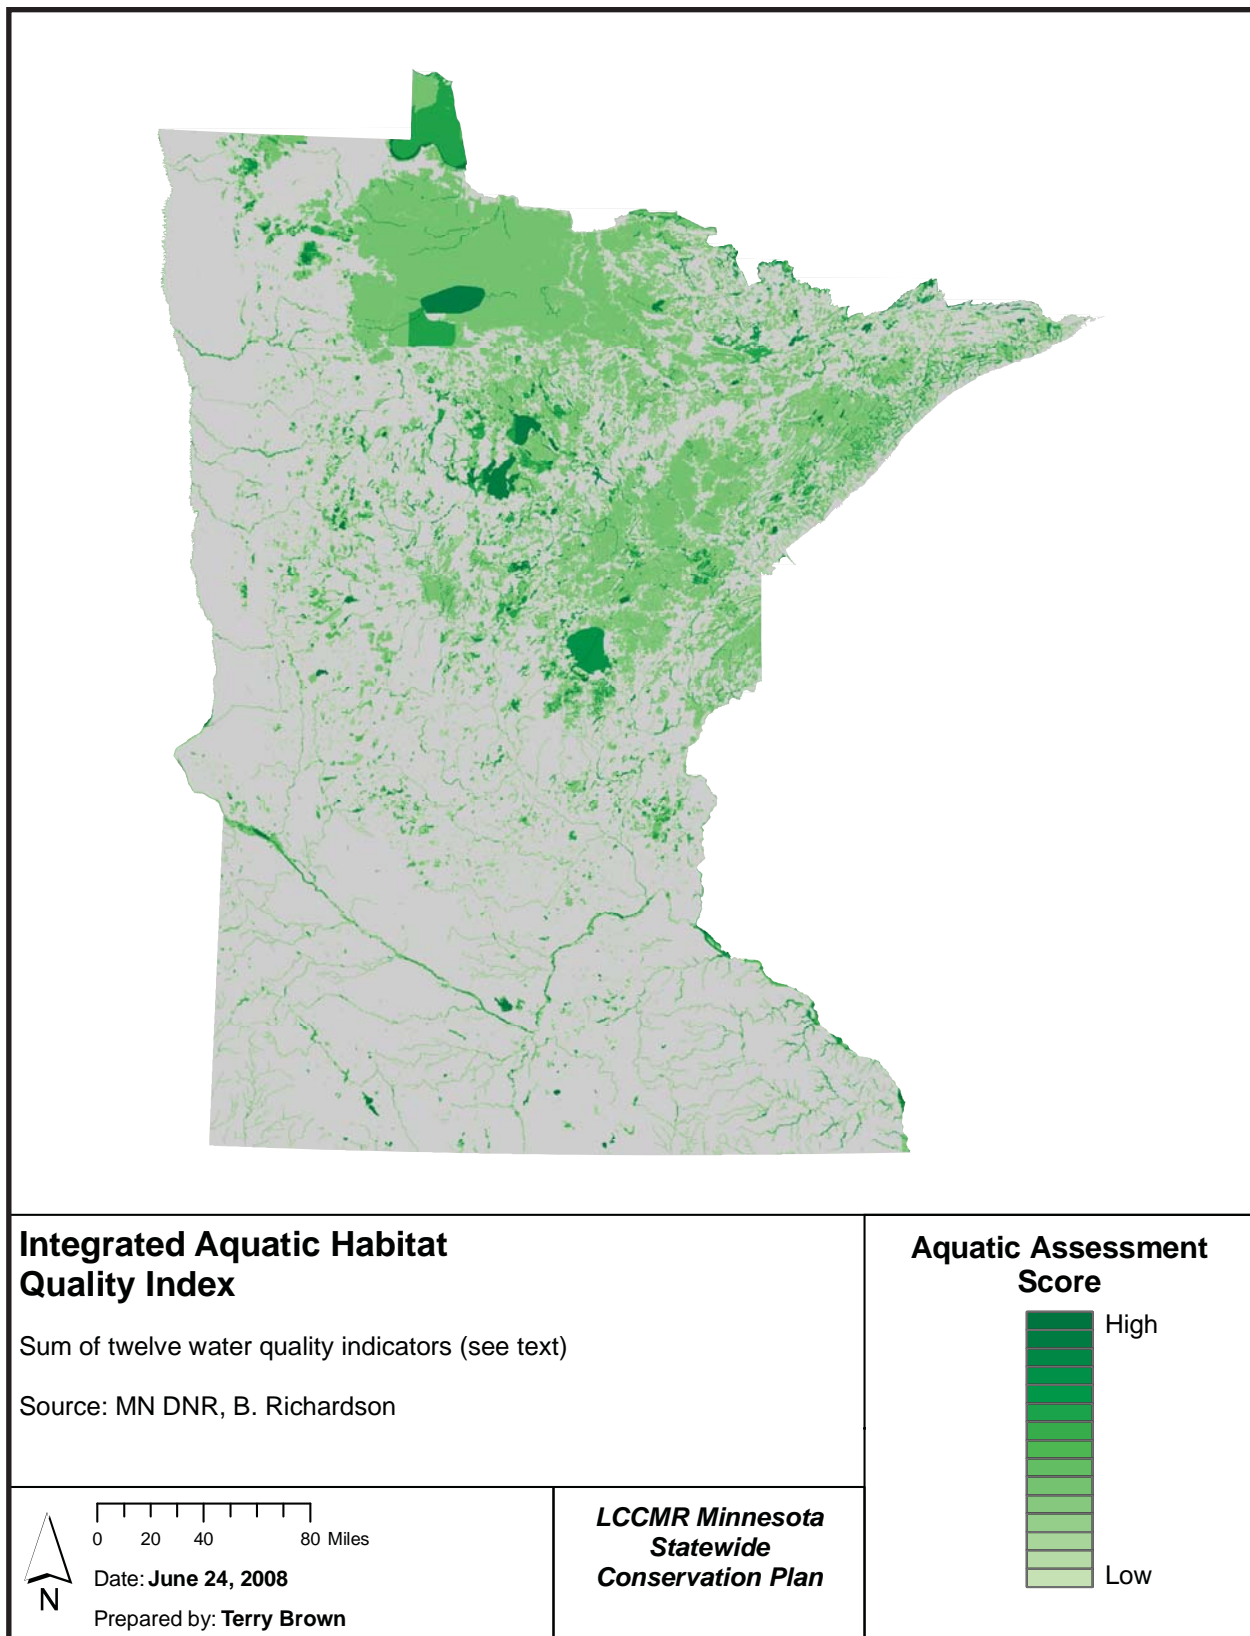 Integrated Aquatic Habitat
Quality Index
Sum of twelve water quality indicators (see text)
Source: MN DNR, B. Richardson
Aquatic Assessment
Score
High
Low
0 20 40 80 Miles
N
Date: June 24, 2008
Prepared by: Terry Brown
LCCMR Minnesota
Statewide
Conservation Plan